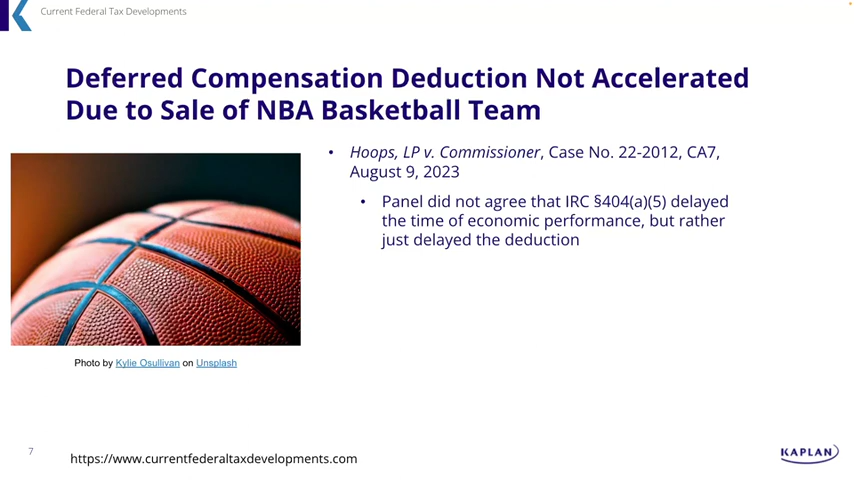 Current Federal Tax Developments
Deferred Compensation Deduction Not Accelerated
Due to Sale of NBA Basketball Team
• Hoops, LP v. Commissioner, Case No. 22-2012, CA7,
August 9, 2023
• Panel did not agree that IRC §404(a)(5) delayed
the time of economic performance, but rather
just delayed the deduction
Photo by Kylie Osullivan on Unsplash
7
https://www.currentfederaltaxdevelopments.com
KAPLAN